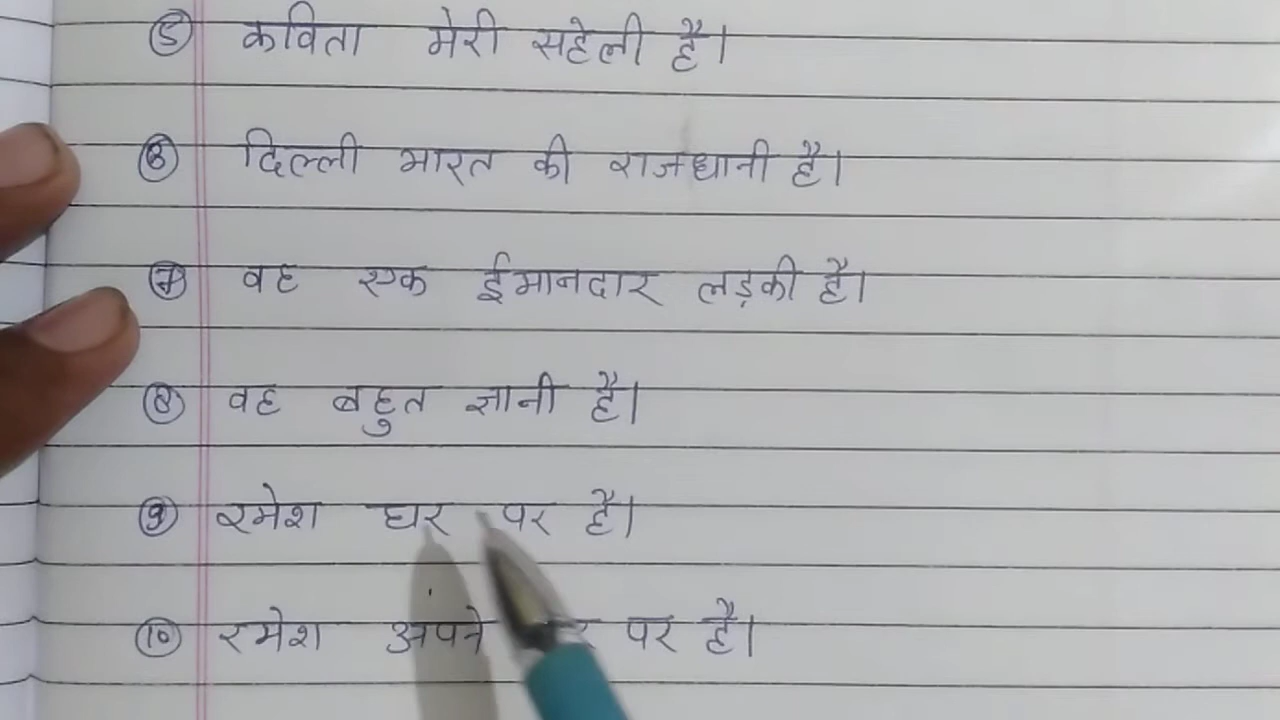 5 कविता मेरी सहेली है।
6 दिल्ली भारत की राजधानी है।
7 वह एक ईमानदार लड़की है।
8 वह बहुत ज्ञानी है।
9 रमेश घर पर है।
10 रमेश अपने पर है।